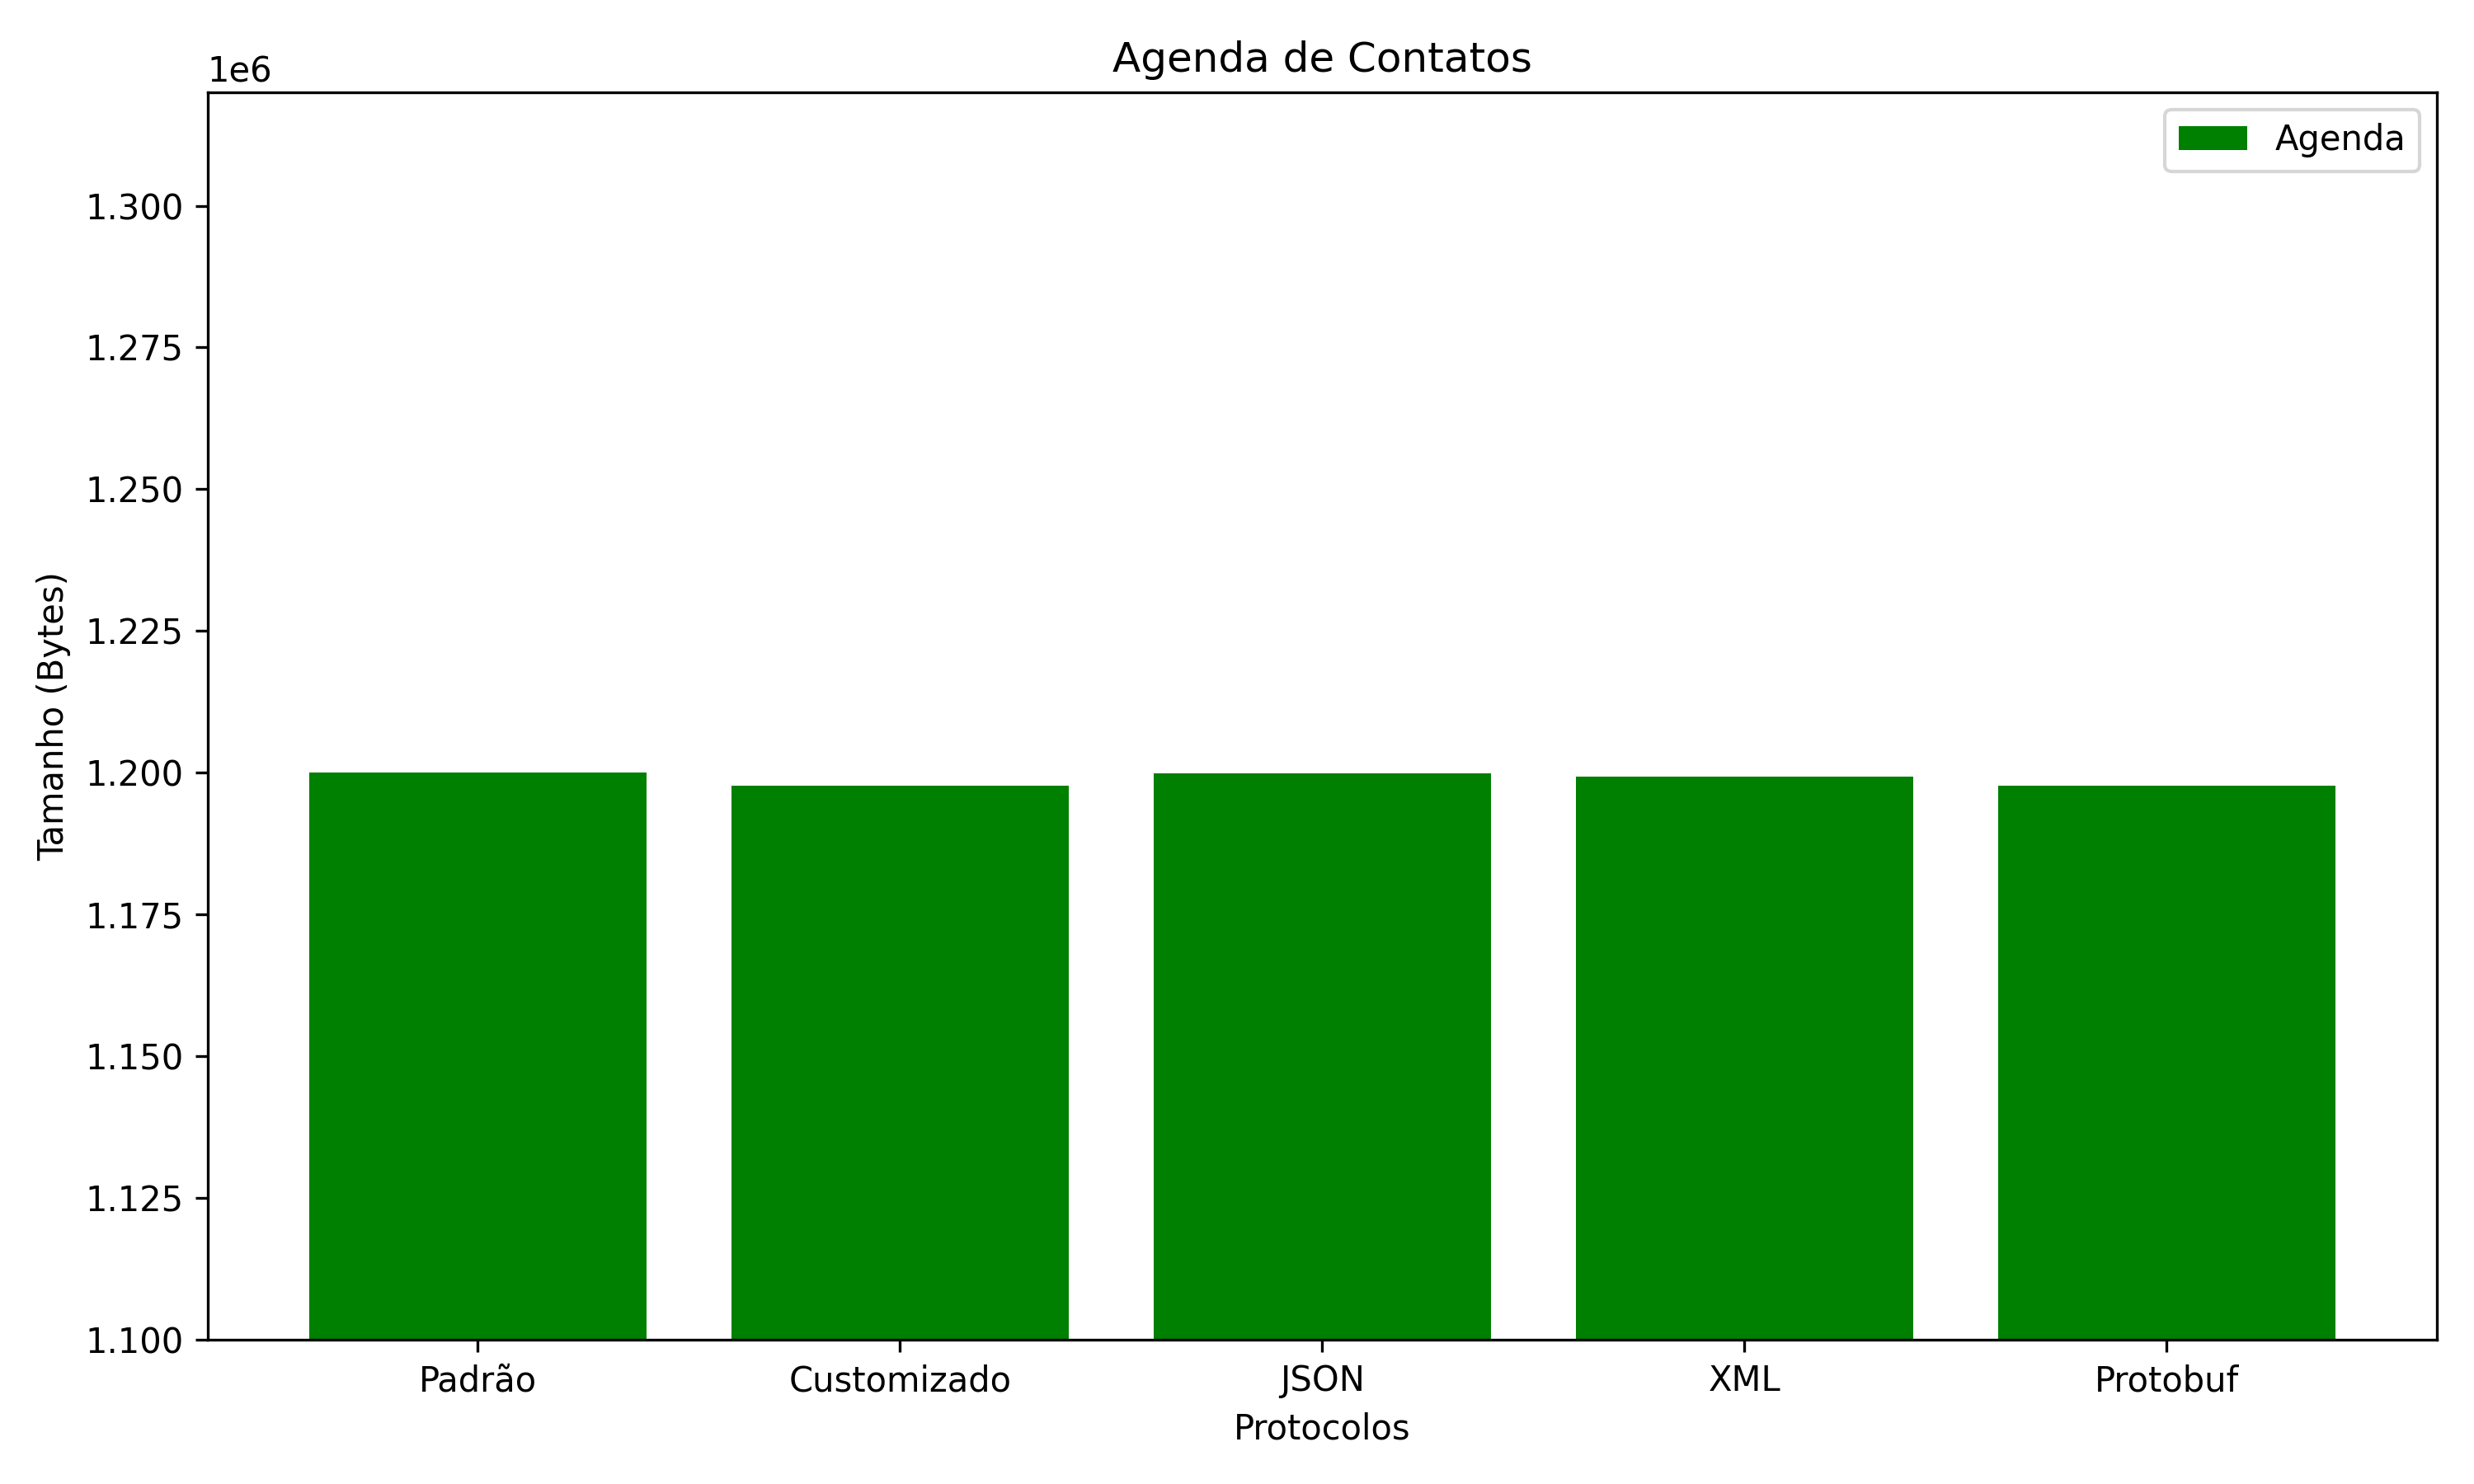 Agenda de Contatos
1e6
Agenda
1.300
1.275
1.250
1.225
1.200
1.175
1.150
1.125
1.100
Tamanho (Bytes)
Padrão
Customizado
JSON
XML
Protobuf
Protocolos